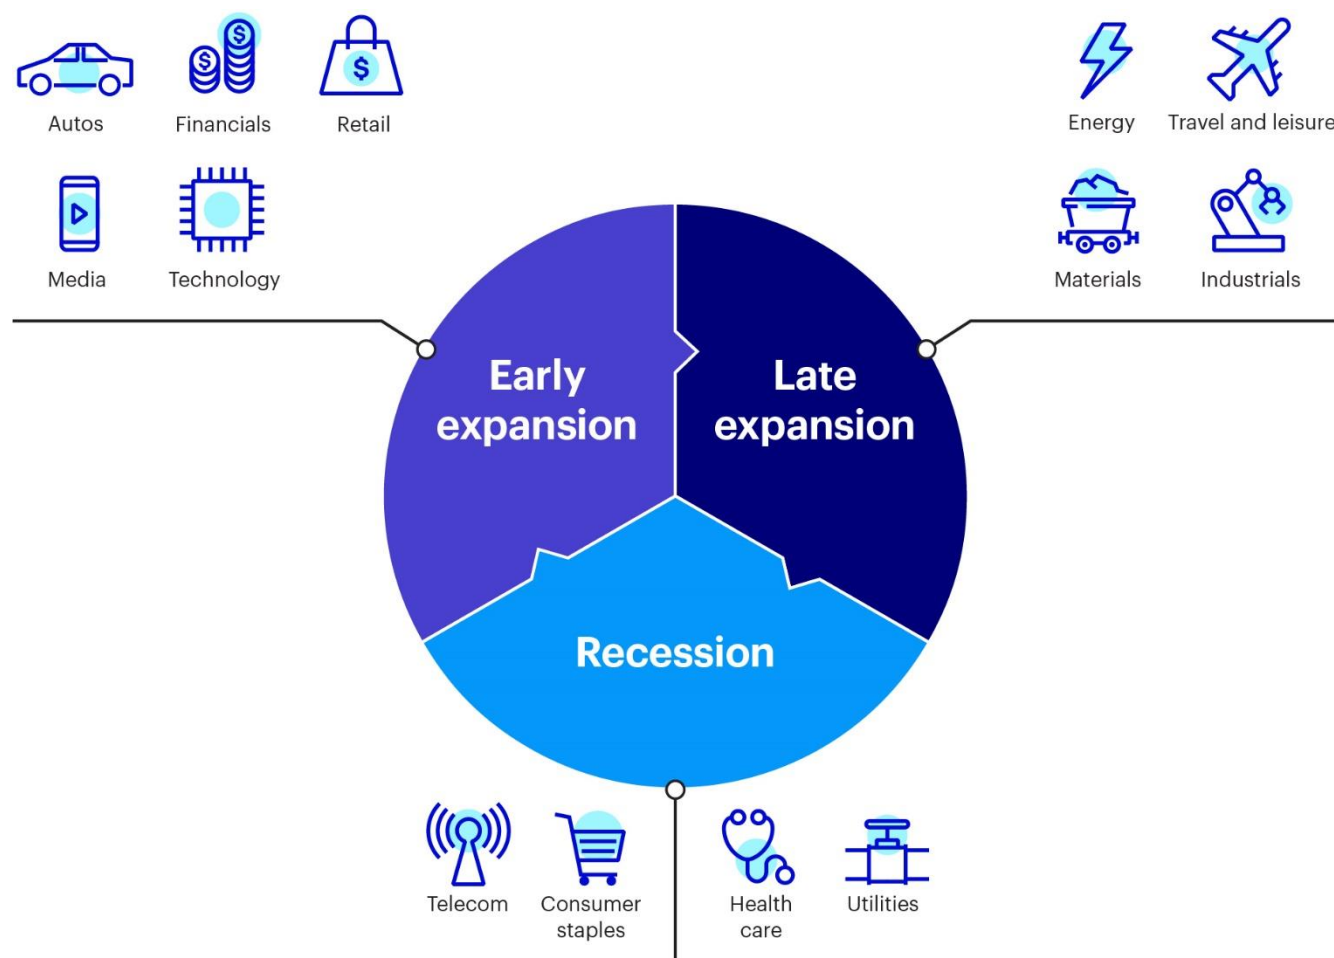 $
$
$
Autos
Financials
Retail
Energy
Travel and leisure
Media
Technology
Materials
Industrials
Early
expansion
Late
expansion
Recession
Telecom
Consumer
staples
Health
care
Utilities